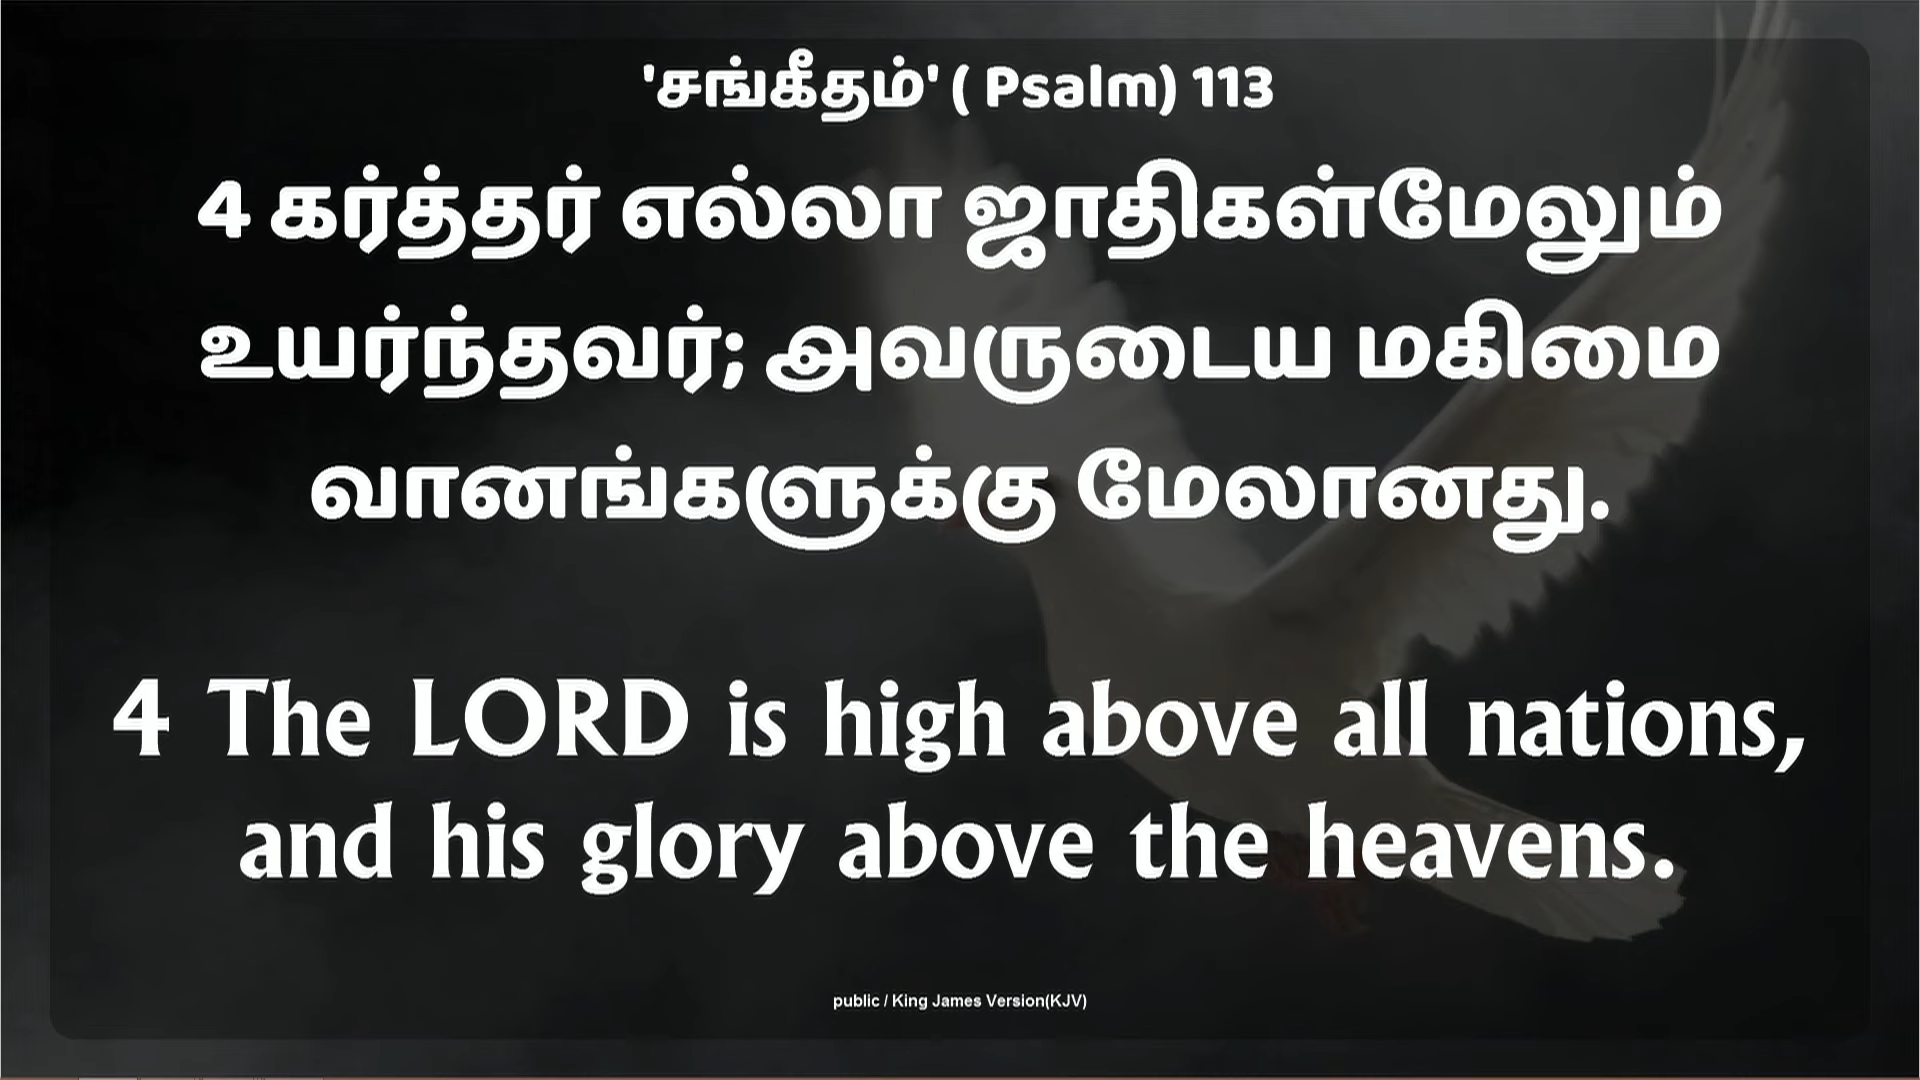 'சங்கீதம்' ( Psalm) 113
4 கர்த்தர் எல்லா ஜாதிகள்மேலும்
உயர்ந்தவர்; அவருடைய மகிமை
வானங்களுக்கு மேலானது.
4 The LORD is high above all nations,
and his glory above the heavens.
public / King James Version(KJV)